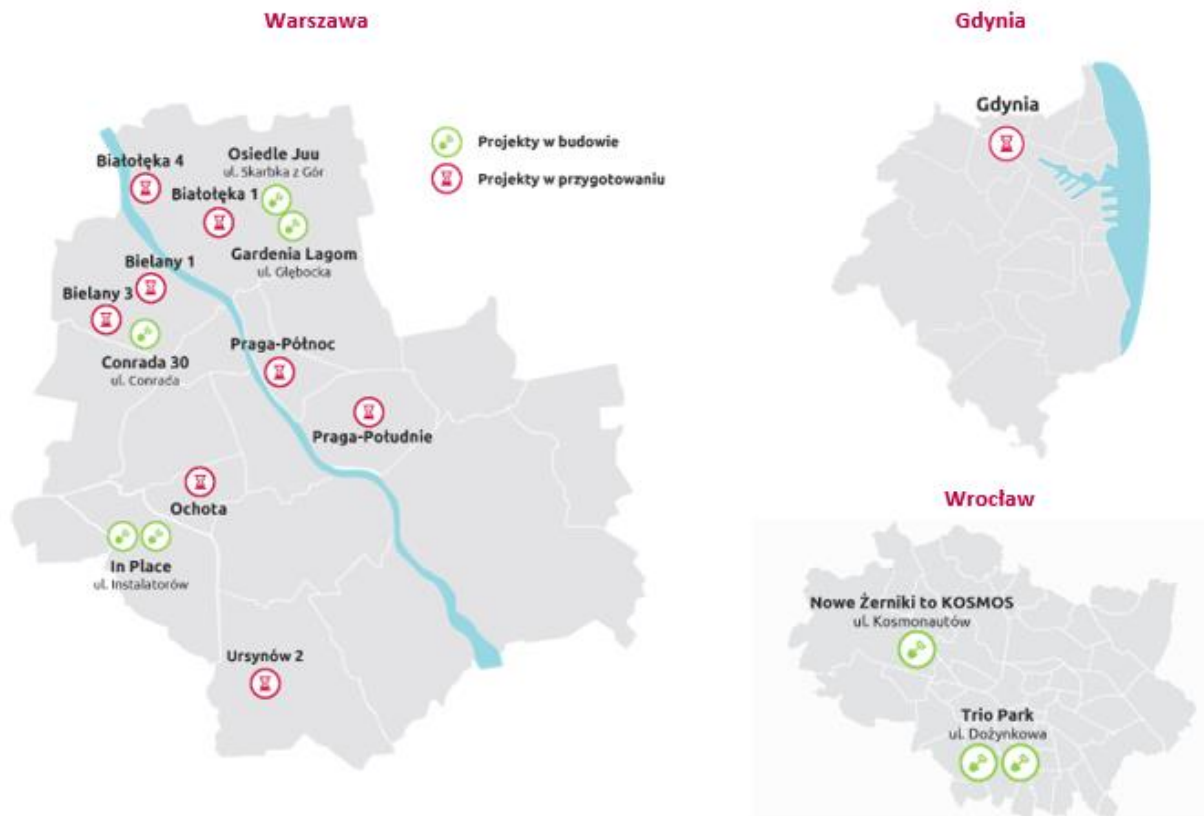 Warszawa
Gdynia
Gdynia
Projekty w budowie
Projekty w przygotowaniu
Osiedle Juu
ul. Skarbka z Gór
Białołęka 4
Białołęka 1
Gardenia Lagom
ul. Głębocka
Bielany 1
Bielany 3
Conrada 30
ul. Conrada
Praga-Północ
Praga-Południe
Ochota
In Place
ul. Instalatorów
Ursynów 2
Wrocław
Nowe Żerniki to KOSMOS
ul. Kosmonautów
Trio Park
ul. Dożynkowa